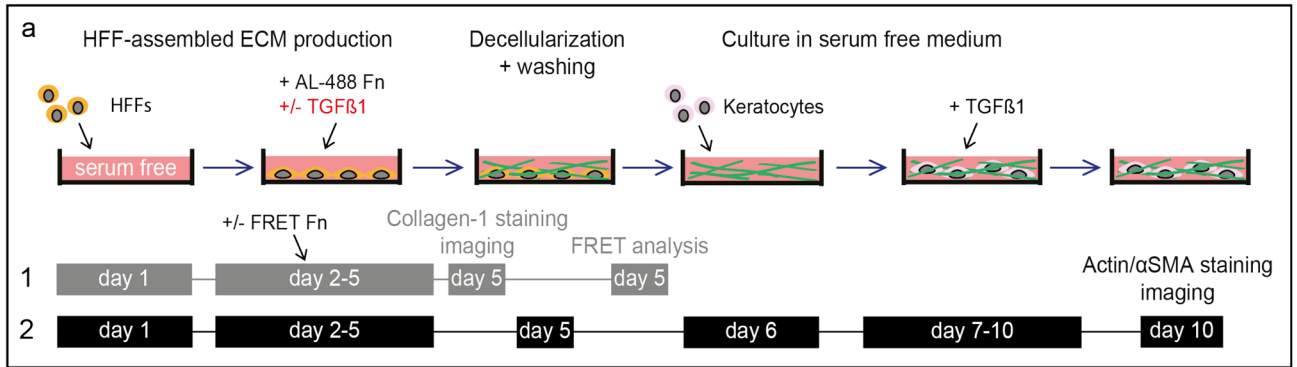 a
HFF-assembled ECM production
Decellularization
+ washing
Culture in serum free medium
HFFs
+ AL-488 Fn
+/- TGFß1
Keratocytes
+ TGFß1
serum free
+/- FRET Fn
Collagen-1 staining
imaging
FRET analysis
Actin/αSMA staining
imaging
1
day 1
day 2-5
day 5
day 5
2
day 1
day 2-5
day 5
day 6
day 7-10
day 10